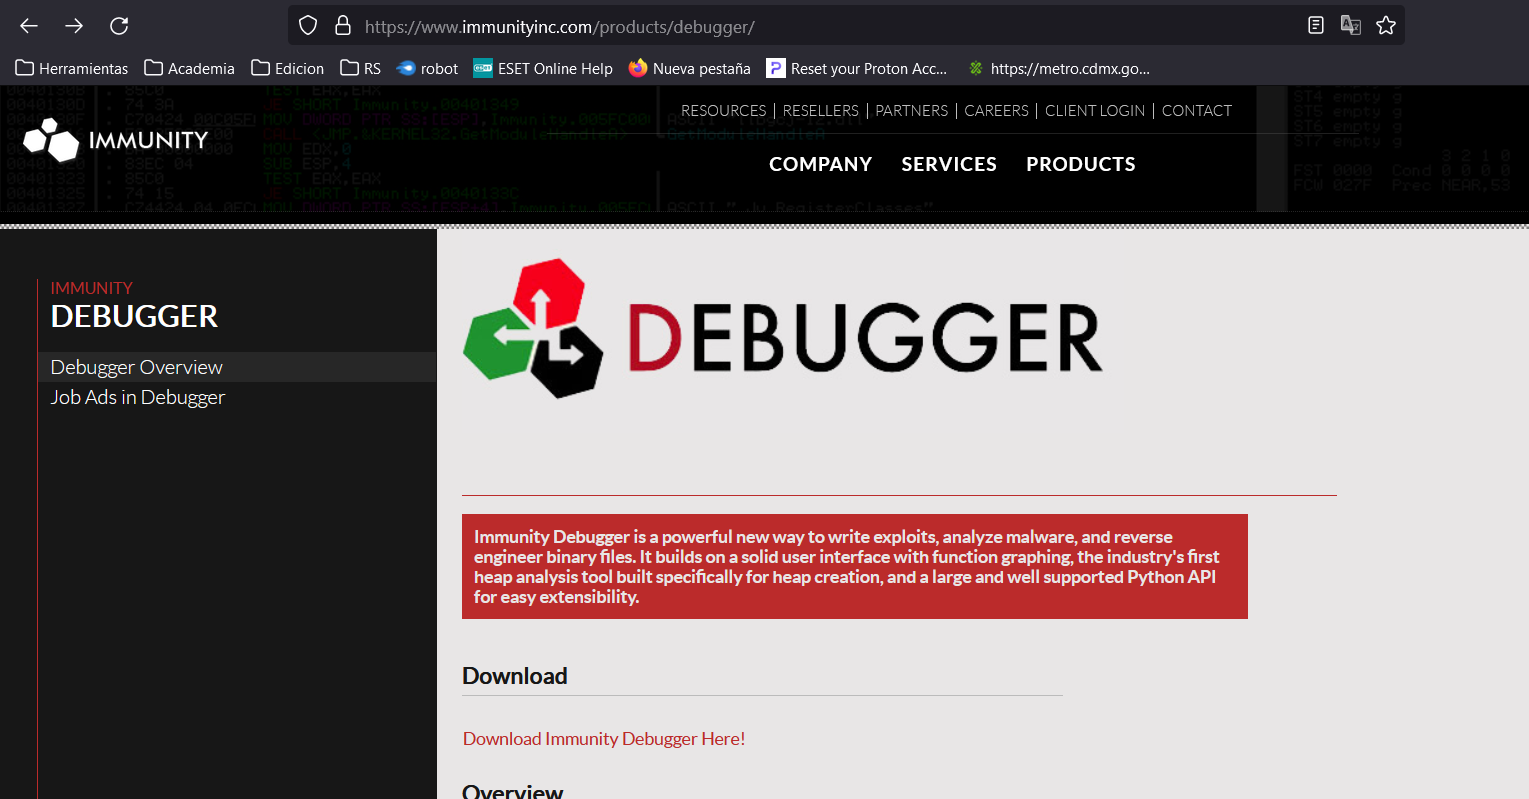 https://www.immunityinc.com/products/debugger/
Herramientas Academia Edicion RS robot ESET Online Help Nueva pestaña Reset your Proton Acc... https://metro.cdmx.go...
RESOURCES | RESELLERS | PARTNERS | CAREERS | CLIENT LOGIN | CONTACT
IMMUNITY
COMPANY SERVICES PRODUCTS
IMMUNITY
DEBUGGER
Debugger Overview
Job Ads in Debugger
DEBUGGER
Immunity Debugger is a powerful new way to write exploits, analyze malware, and reverse
engineer binary files. It builds on a solid user interface with function graphing, the industry's first
heap analysis tool built specifically for heap creation, and a large and well supported Python API
for easy extensibility.
Download
Download Immunity Debugger Here!
Overview